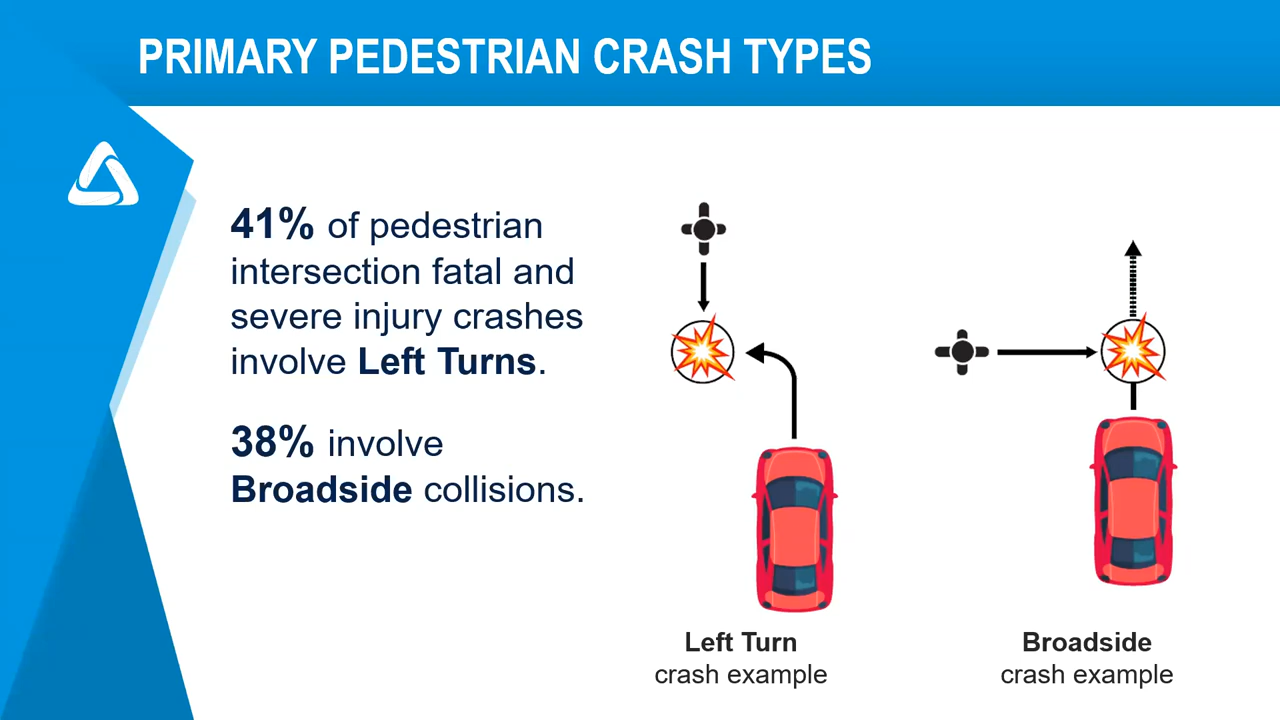 PRIMARY PEDESTRIAN CRASH TYPES
41% of pedestrian
intersection fatal and
severe injury crashes
involve Left Turns.
38% involve
Broadside collisions.
Left Turn
crash example
Broadside
crash example